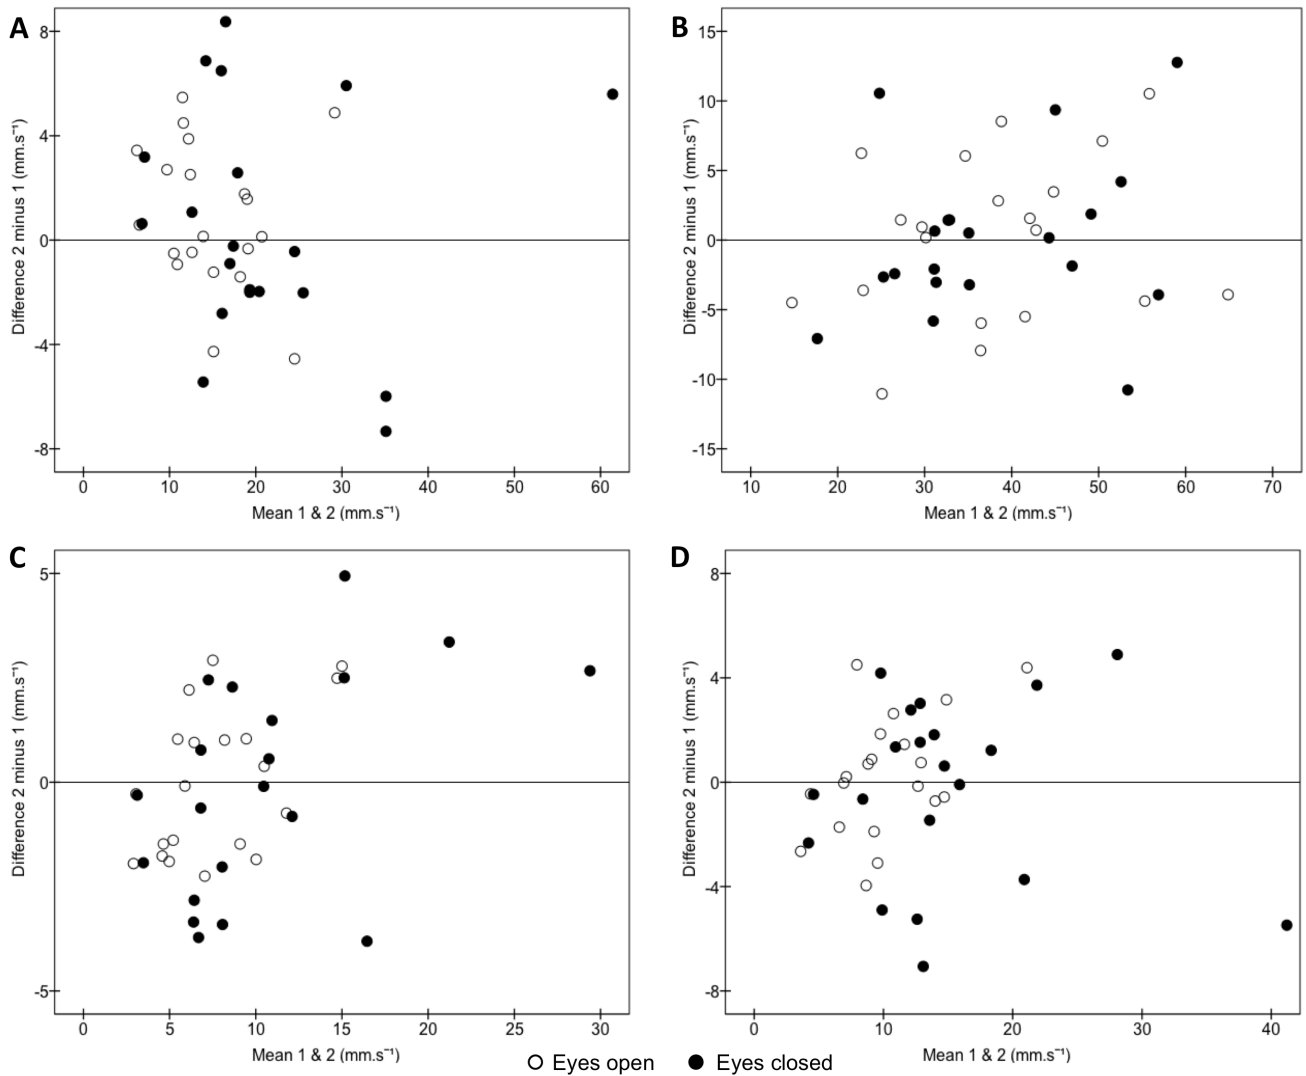 A
8
4
0
-4
-8
Difference 2 minus 1 (mm.s⁻¹)
0 10 20 30 40 50 60
Mean 1 & 2 (mm.s⁻¹)
B
15
10
5
0
-5
-10
-15
Difference 2 minus 1 (mm.s⁻¹)
10 20 30 40 50 60 70
Mean 1 & 2 (mm.s⁻¹)
C
5
0
-5
Difference 2 minus 1 (mm.s⁻¹)
0 5 10 15 20 25 30
Mean 1 & 2 (mm.s⁻¹)
D
8
4
0
-4
-8
Difference 2 minus 1 (mm.s⁻¹)
0 10 20 30 40
Mean 1 & 2 (mm.s⁻¹)
Eyes open Eyes closed